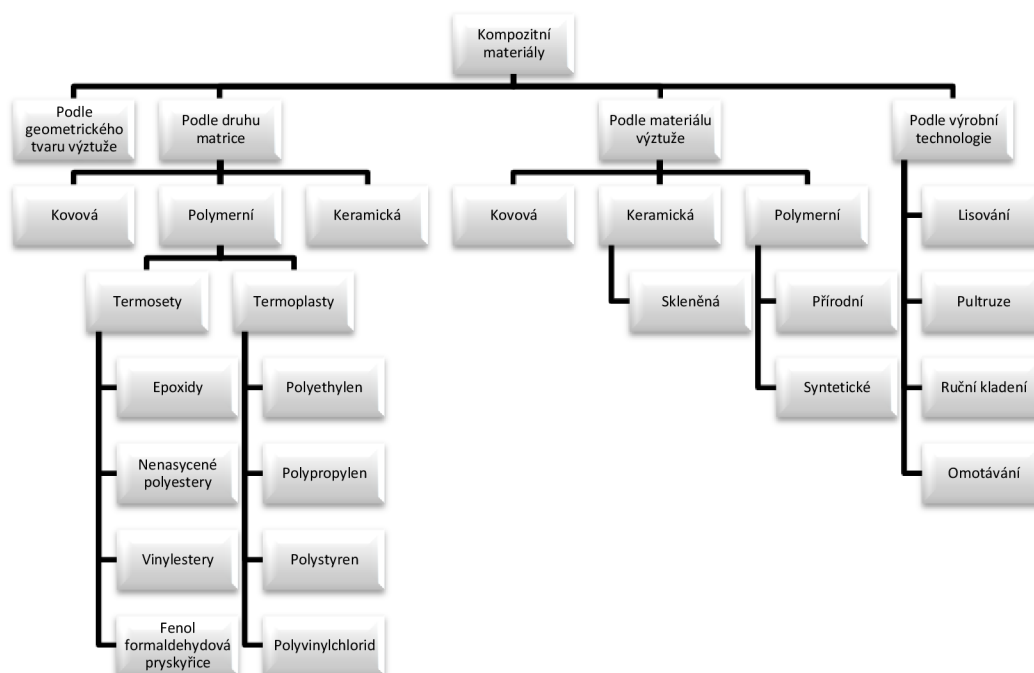 Kompozitní
materiály
Podle
geometrického
tvaru výztuže
Podle druhu
matrice
Podle materiálu
výztuže
Podle výrobní
technologie
Kovová
Polymerní
Keramická
Kovová
Keramická
Polymerní
Lisování
Termosety
Termoplasty
Skleněná
Přírodní
Pultruze
Epoxidy
Polyethylen
Syntetické
Ruční kladení
Nenasycené
polyestery
Polypropylen
Omotávání
Vinylestery
Polystyren
Fenol
formaldehydová
pryskyřice
Polyvinylchlorid